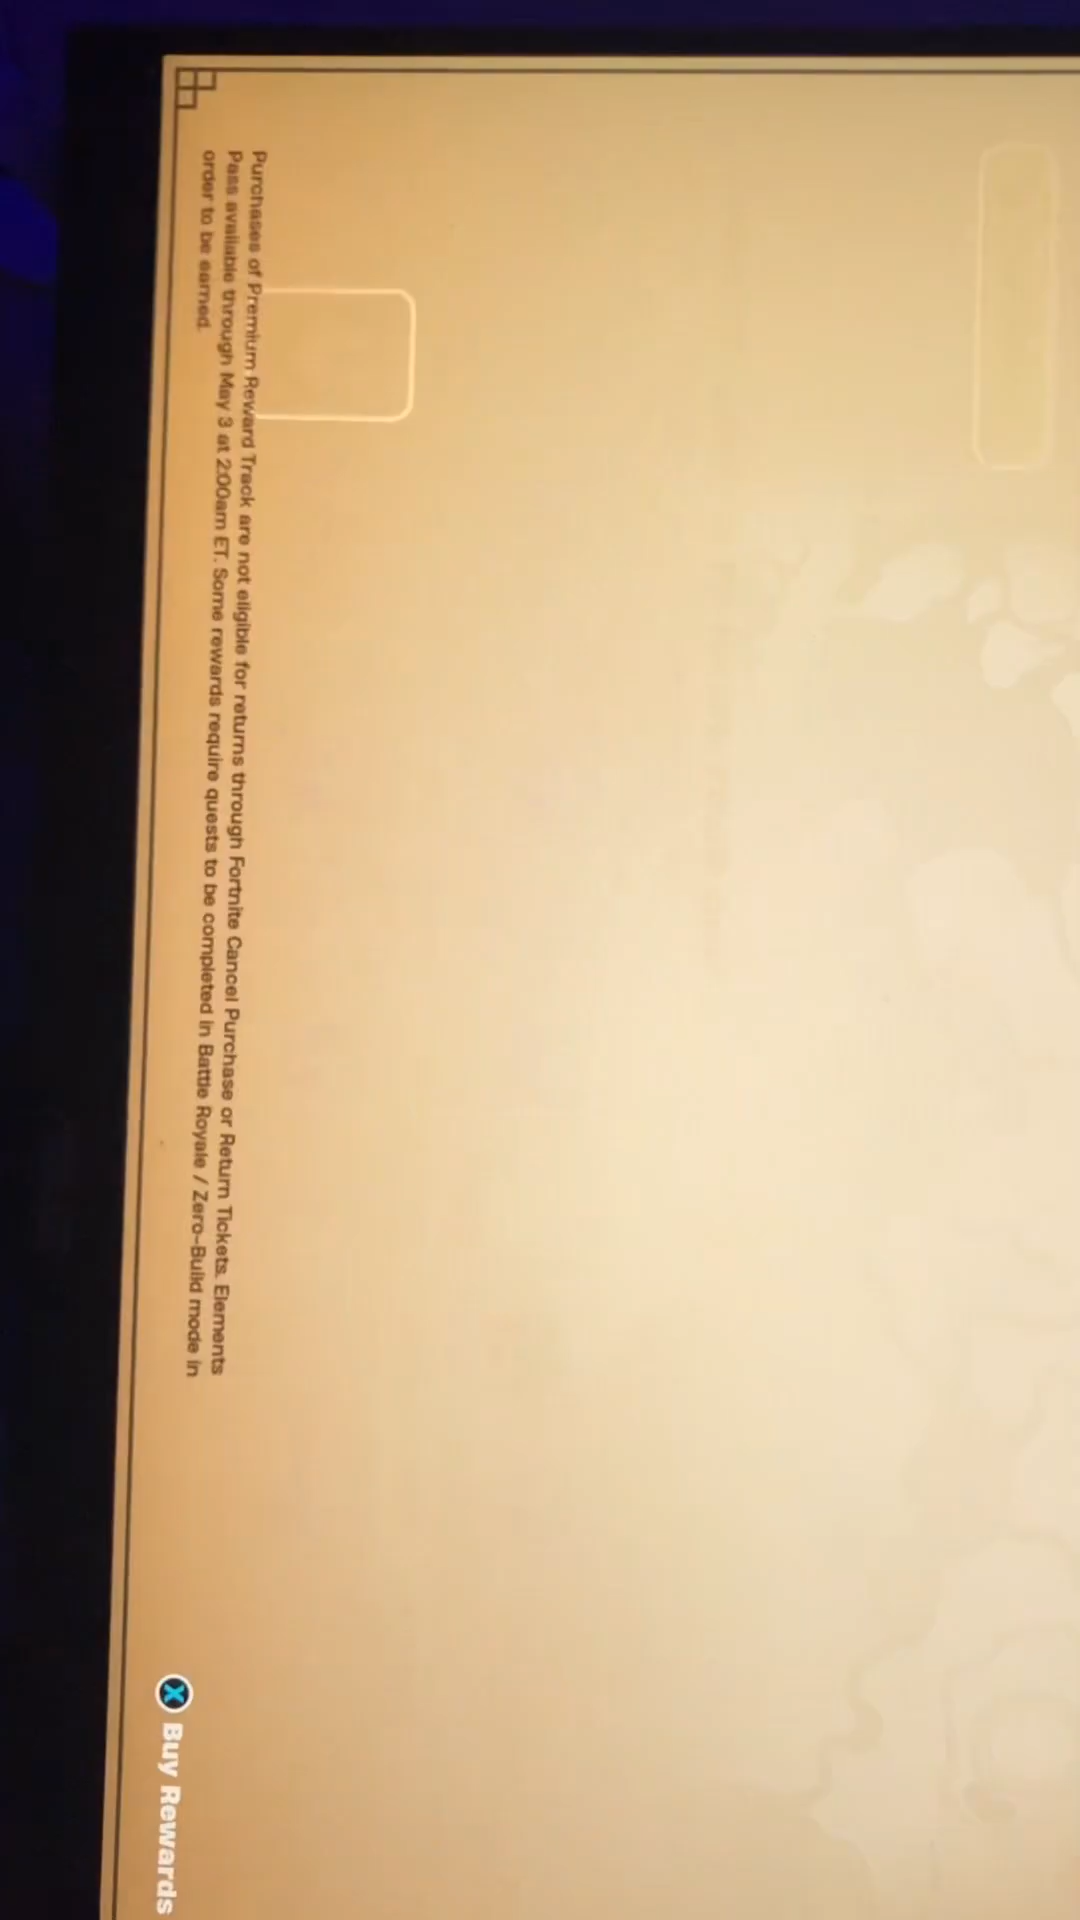 Purchases of Premium Reward Track are not eligible for returns through Fortnite Cancel Purchase or Return Tickets. Elements
Pass available through May 3 at 2:00am ET. Some rewards require quests to be completed in Battle Royale / Zero-Build mode in
order to be earned.
X Buy Rewards